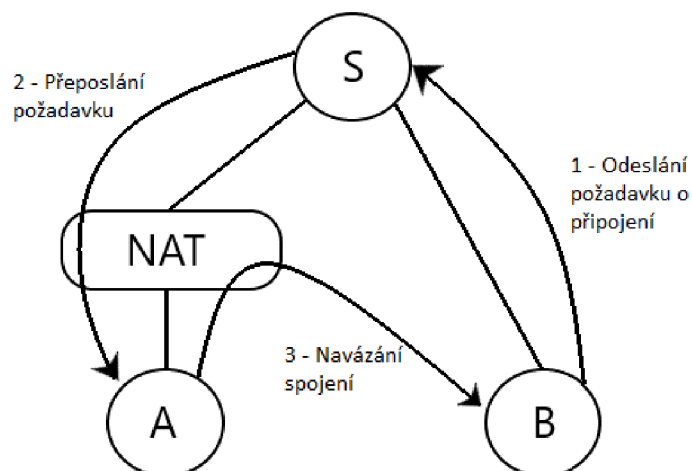 S
2 - Přeposlání
požadavku
1 - Odeslání
požadavku o
připojení
NAT
3 - Navázání
spojení
A
B